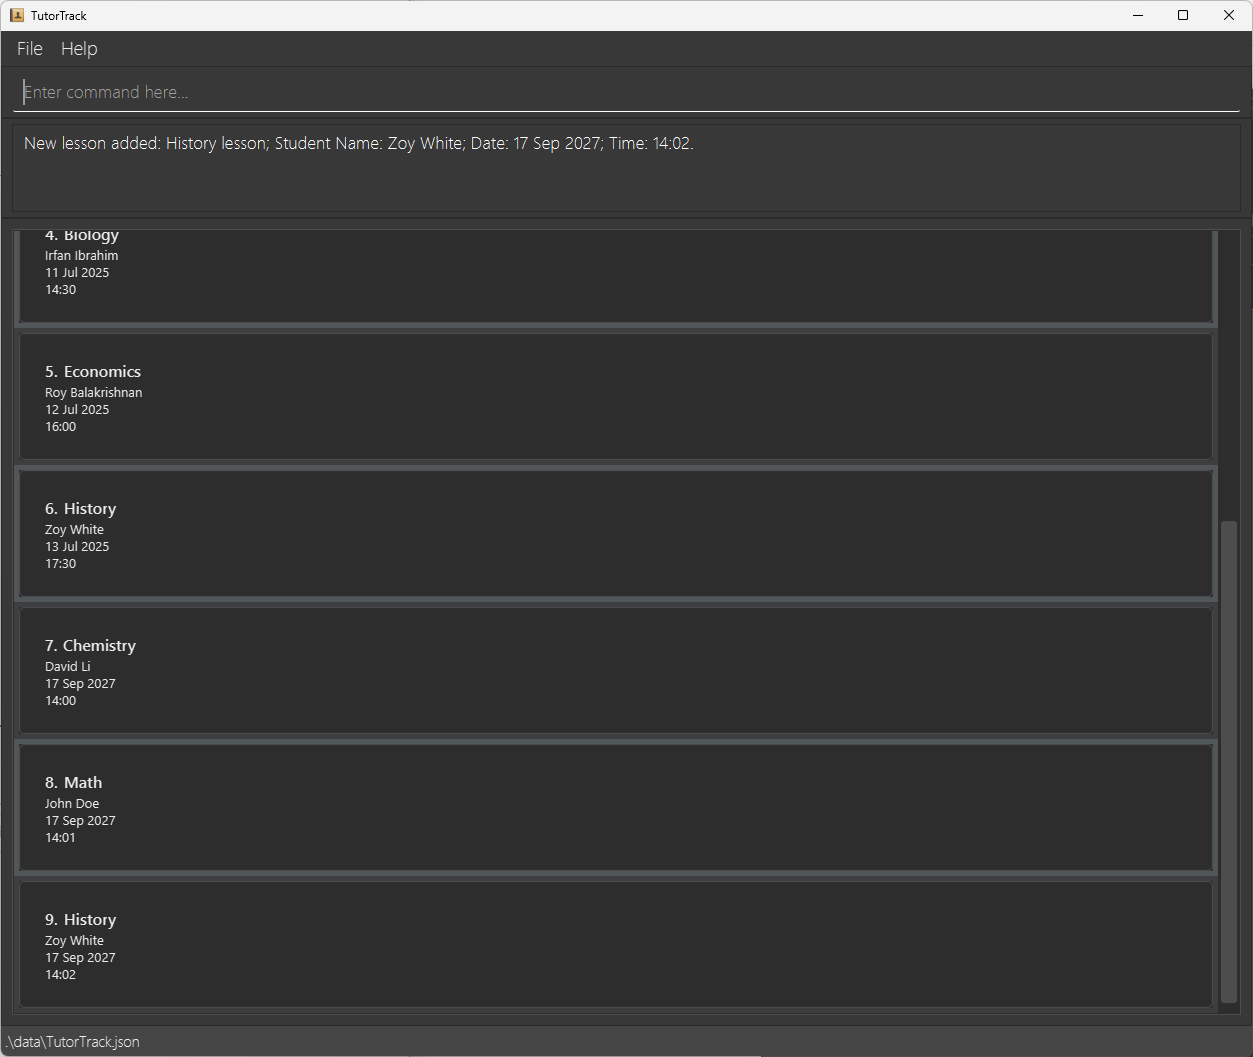 TutorTrack
File Help
Enter command here...
New lesson added: History lesson; Student Name: Zoy White; Date: 17 Sep 2027; Time: 14:02.
4. Biology
Irfan Ibrahim
11 Jul 2025
14:30
5. Economics
Roy Balakrishnan
12 Jul 2025
16:00
6. History
Zoy White
13 Jul 2025
17:30
7. Chemistry
David Li
17 Sep 2027
14:00
8. Math
John Doe
17 Sep 2027
14:01
9. History
Zoy White
17 Sep 2027
14:02
.\data\TutorTrack.json